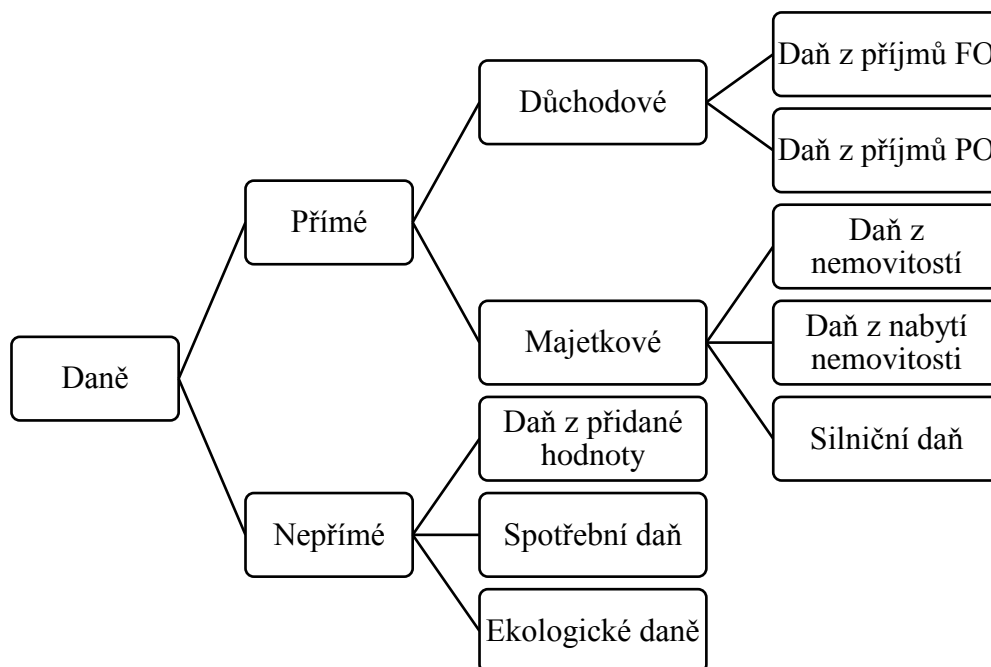 Daň z příjmů FO
Důchodové
Daň z příjmů PO
Přímé
Daň z
nemovitostí
Majetkové
Daň z nabytí
nemovitosti
Daně
Daň z přidané
hodnoty
Silniční daň
Nepřímé
Spotřební daň
Ekologické daně